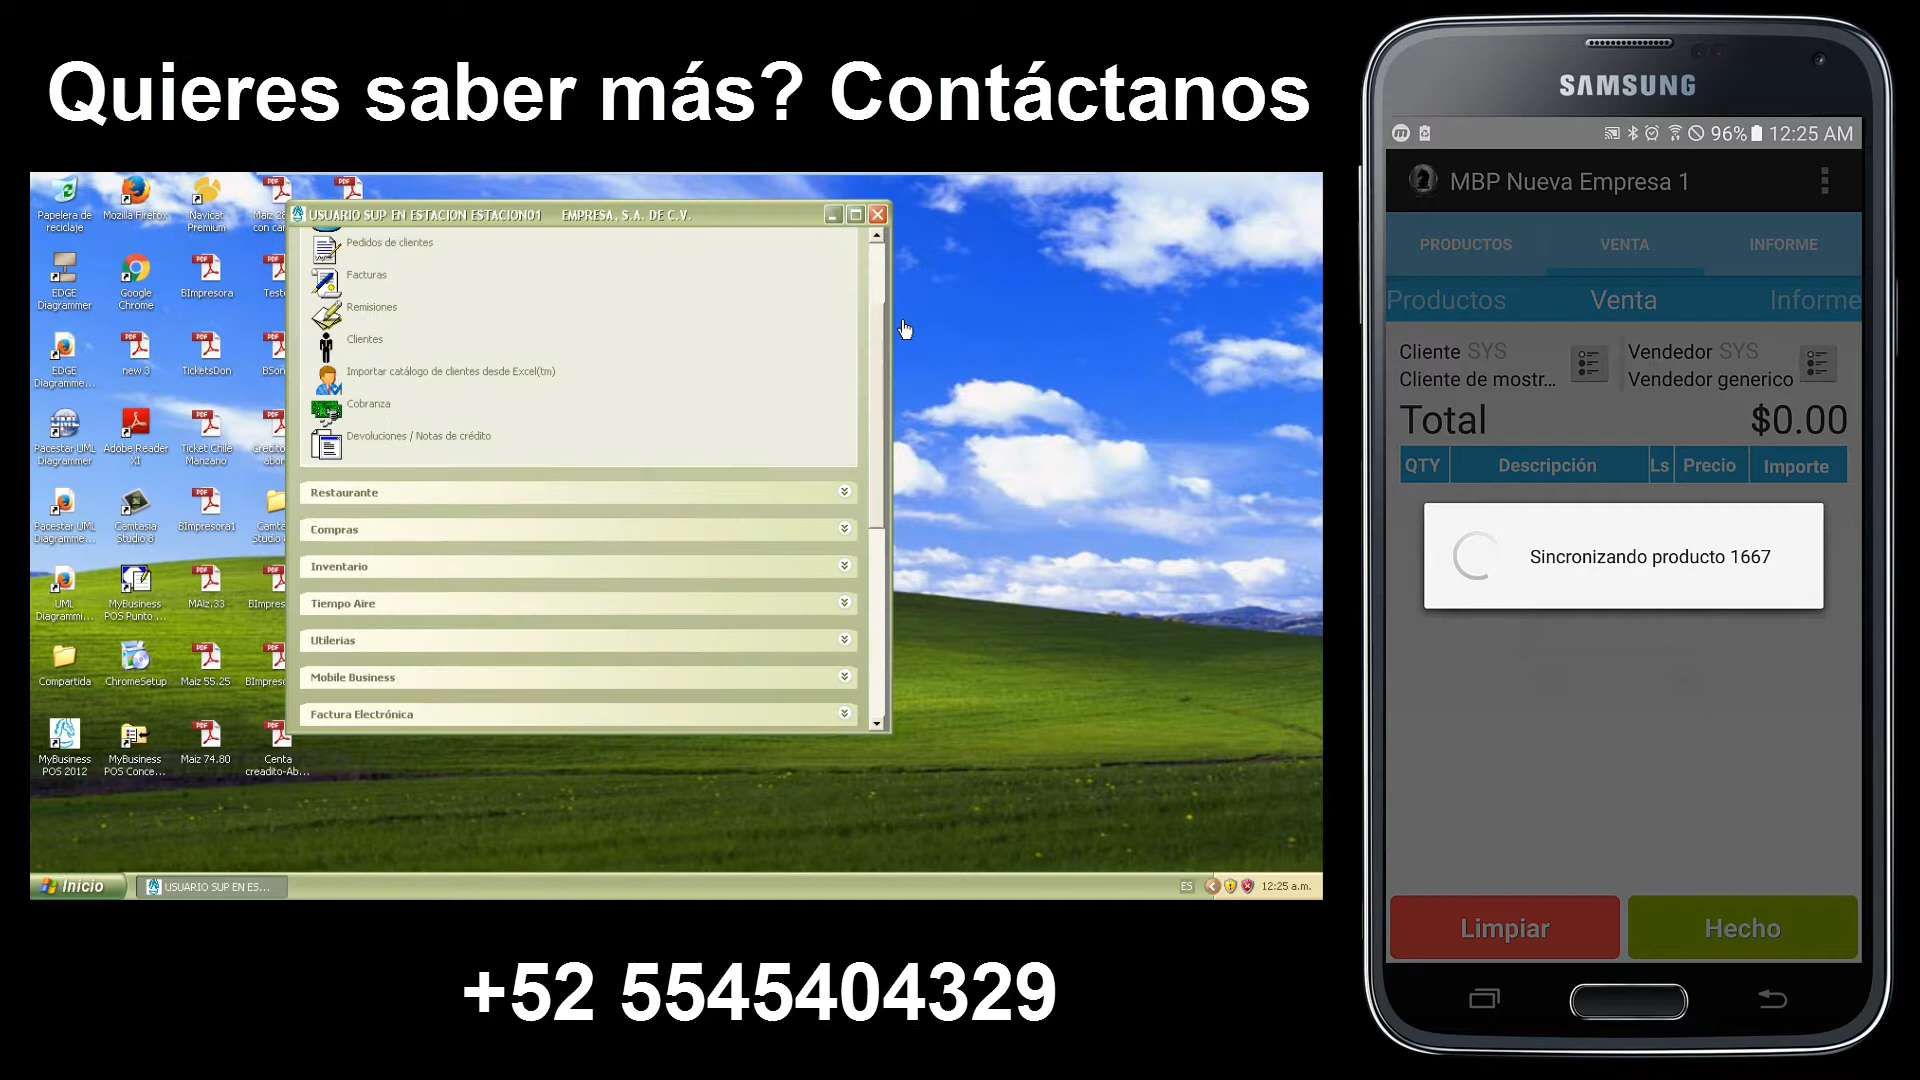 Quieres saber más? Contáctanos
Papelera de reciclaje
Mozilla Firefox
Navicat Premium
EDGE Diagrammer
Google Chrome
BImpresora
EDGE Diagramme...
new 3
TicketsDon
Pacestar UML Diagrammer
Adobe Reader XI
Ticket Chile Manzano
Pacestar UML Diagramme...
Camtasia Studio 8
BImpresora1
UML Diagrammi...
MyBusiness POS Punto ...
MAiz.33
Compartida
ChromeSetup
Maiz 55.25
MyBusiness POS 2012
MyBusiness POS Conce...
Maiz 74.80
Centa creadito-Ab...
USUARIO SUP EN ESTACION ESTACION01 EMPRESA, S.A. DE C.V.
Pedidos de clientes
Facturas
Remisiones
Clientes
Importar catálogo de clientes desde Excel(tm)
Cobranza
Devoluciones / Notas de crédito
Restaurante
Compras
Inventario
Tiempo Aire
Utilerias
Mobile Business
Factura Electrónica
Inicio
USUARIO SUP EN ES...
ES
12:25 a.m.
+52 5545404329
SAMSUNG
96% 12:25 AM
MBP Nueva Empresa 1
PRODUCTOS VENTA INFORME
Productos Venta Informe
Cliente SYS
Cliente de mostr...
Vendedor SYS
Vendedor generico
Total $0.00
QTY Descripción Ls Precio Importe
Sincronizando producto 1667
Limpiar Hecho